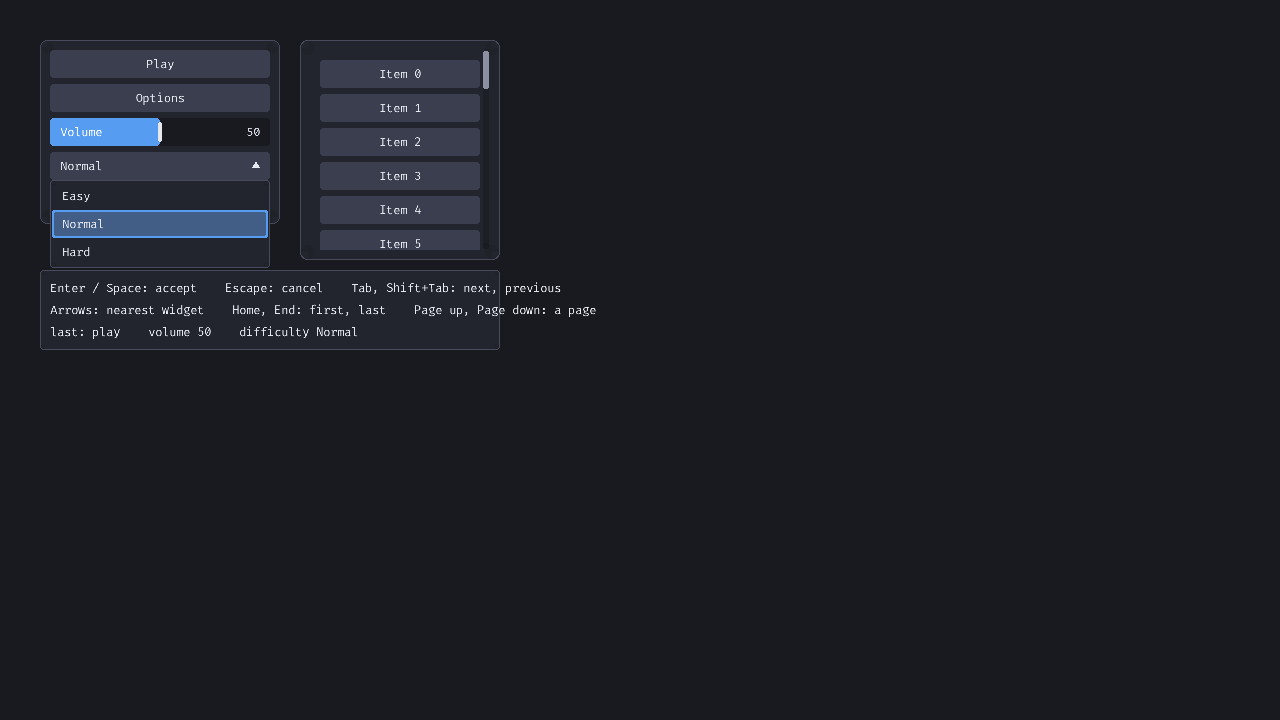 Play
Options
Volume 50
Normal
Easy
Normal
Hard
Item 0
Item 1
Item 2
Item 3
Item 4
Item 5
Enter / Space: accept    Escape: cancel    Tab, Shift+Tab: next, previous
Arrows: nearest widget    Home, End: first, last    Page up, Page down: a page
last: play    volume 50    difficulty Normal